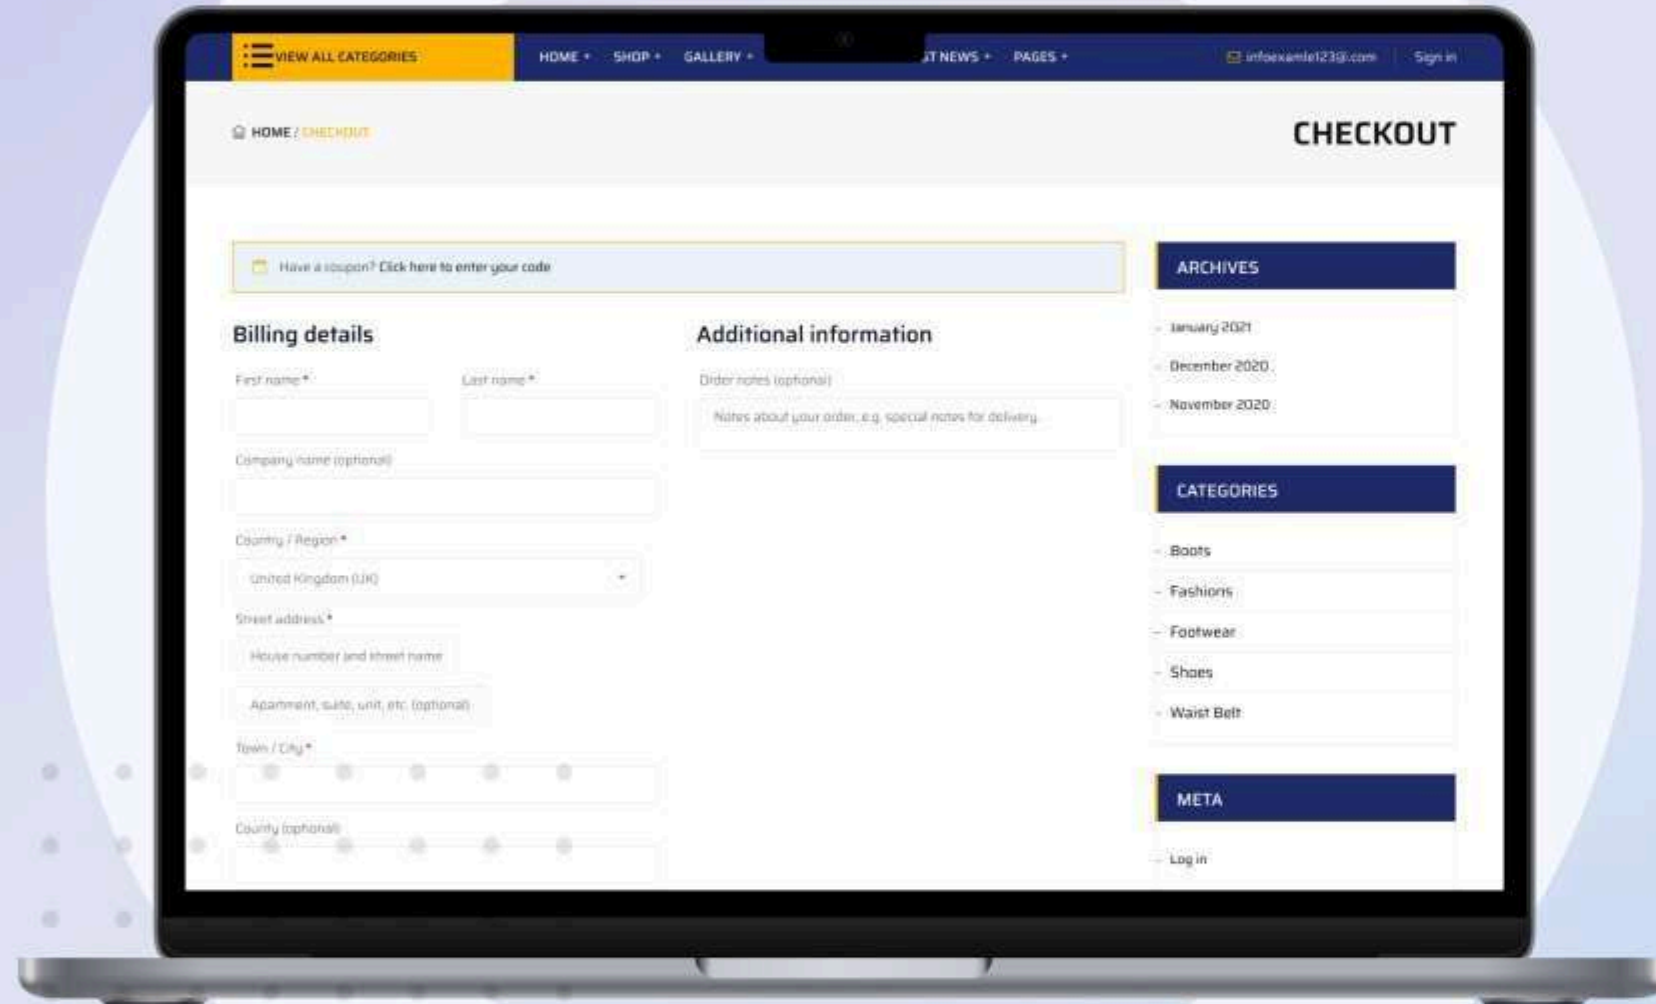 VIEW ALL CATEGORIES HOME + SHOP + GALLERY + ST NEWS + PAGES + infoexamle123@.com Sign in
HOME / CHECKOUT
CHECKOUT
Have a coupon? Click here to enter your code
Billing details
First name * Last name *
Company name (optional)
Country / Region *
United Kingdom (UK)
Street address *
House number and street name
Apartment, suite, unit, etc. (optional)
Town / City *
County (optional)
Additional information
Order notes (optional)
Notes about your order, e.g. special notes for delivery.
ARCHIVES
- January 2021
- December 2020
- November 2020
CATEGORIES
- Boots
- Fashions
- Footwear
- Shoes
- Waist Belt
META
- Log in